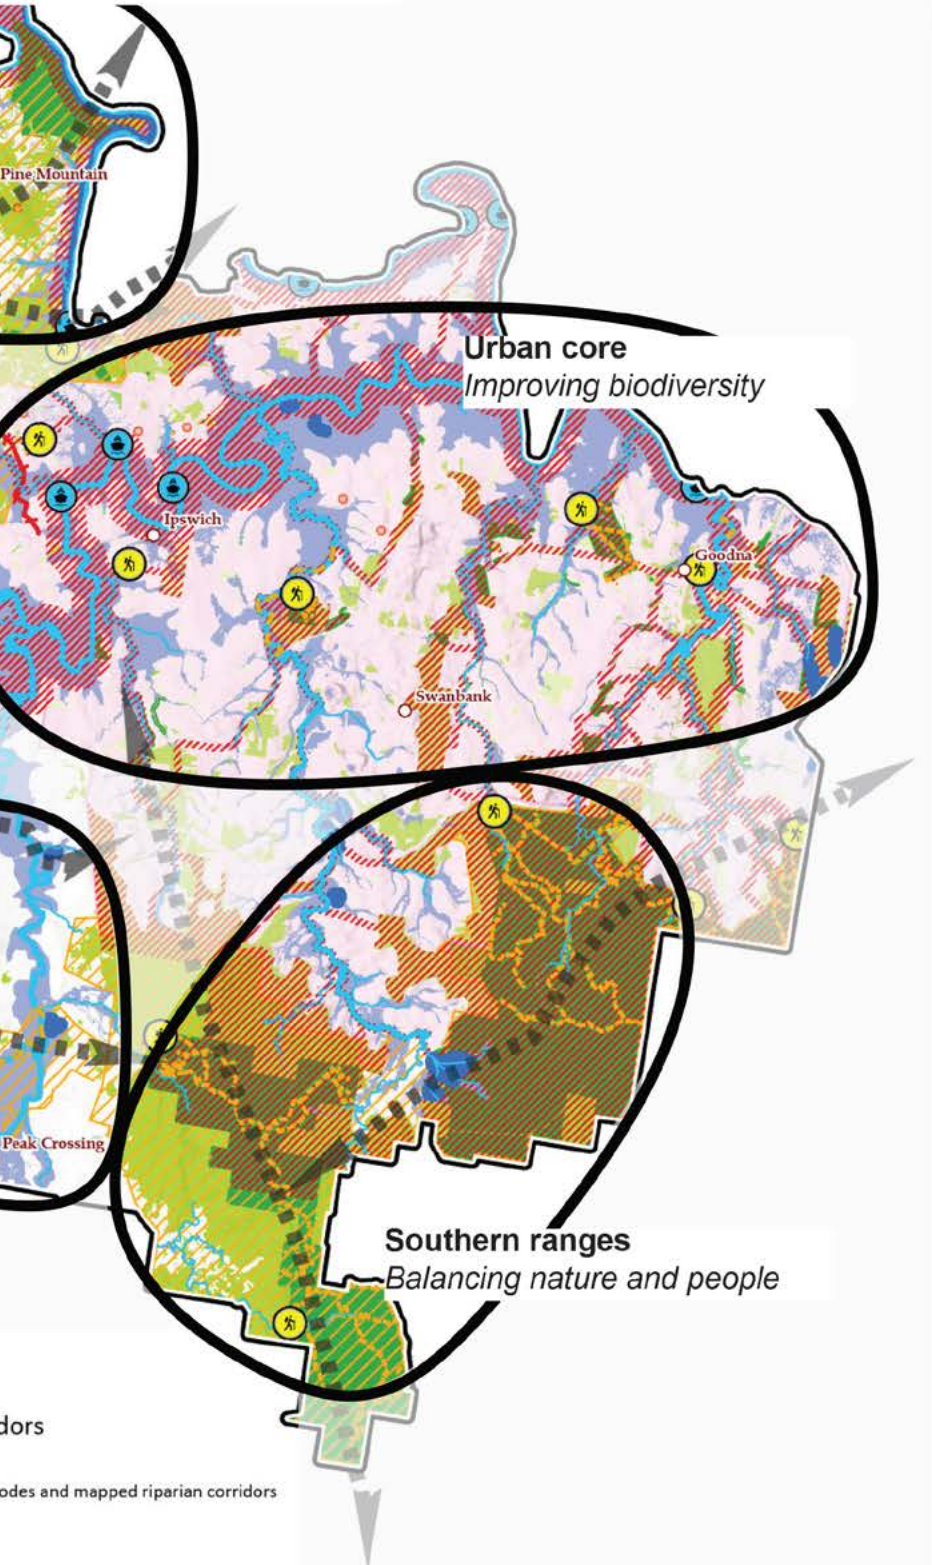 Pine Mountain
Urban core
Improving biodiversity
Ipswich
Goodna
Swanbank
Peak Crossing
Southern ranges
Balancing nature and people
dors
odes and mapped riparian corridors